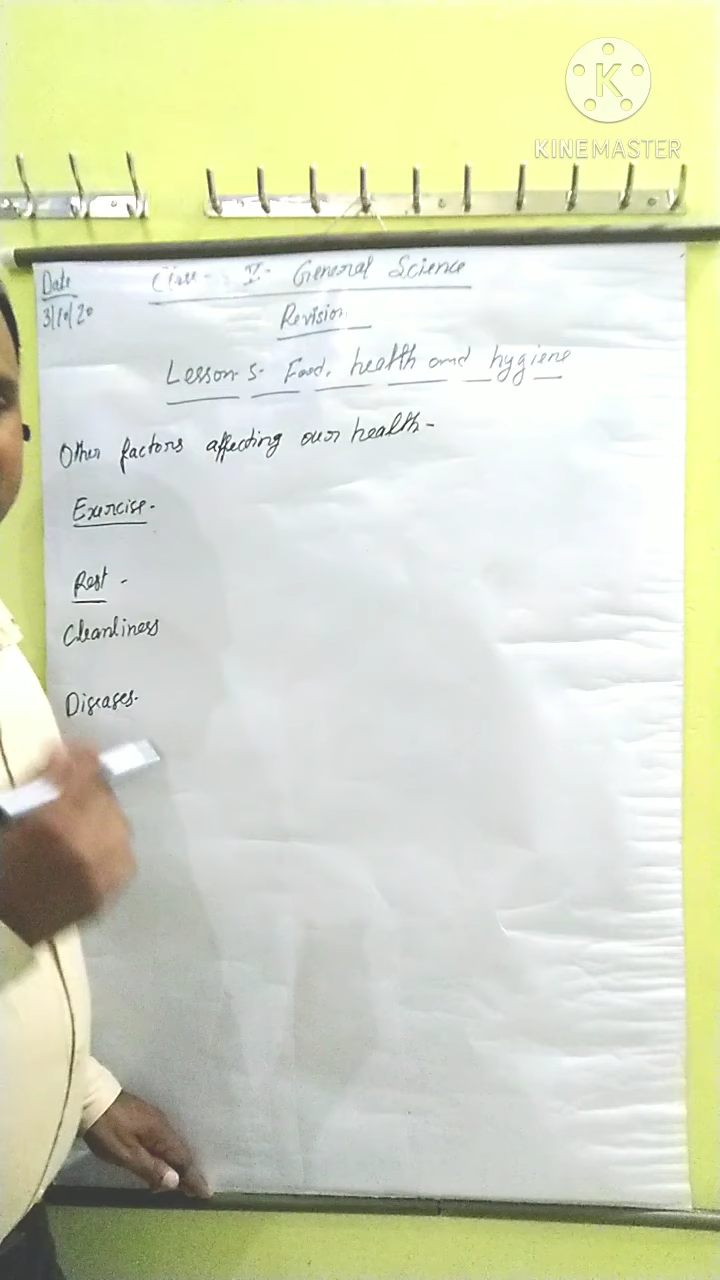 KINEMASTER
Date
3/10/20
Class - V - General Science
Revision
Lesson-5- Food, health and hygiene
Other factors affecting our health-
Exercise-
Rest -
Cleanliness
Diseases-